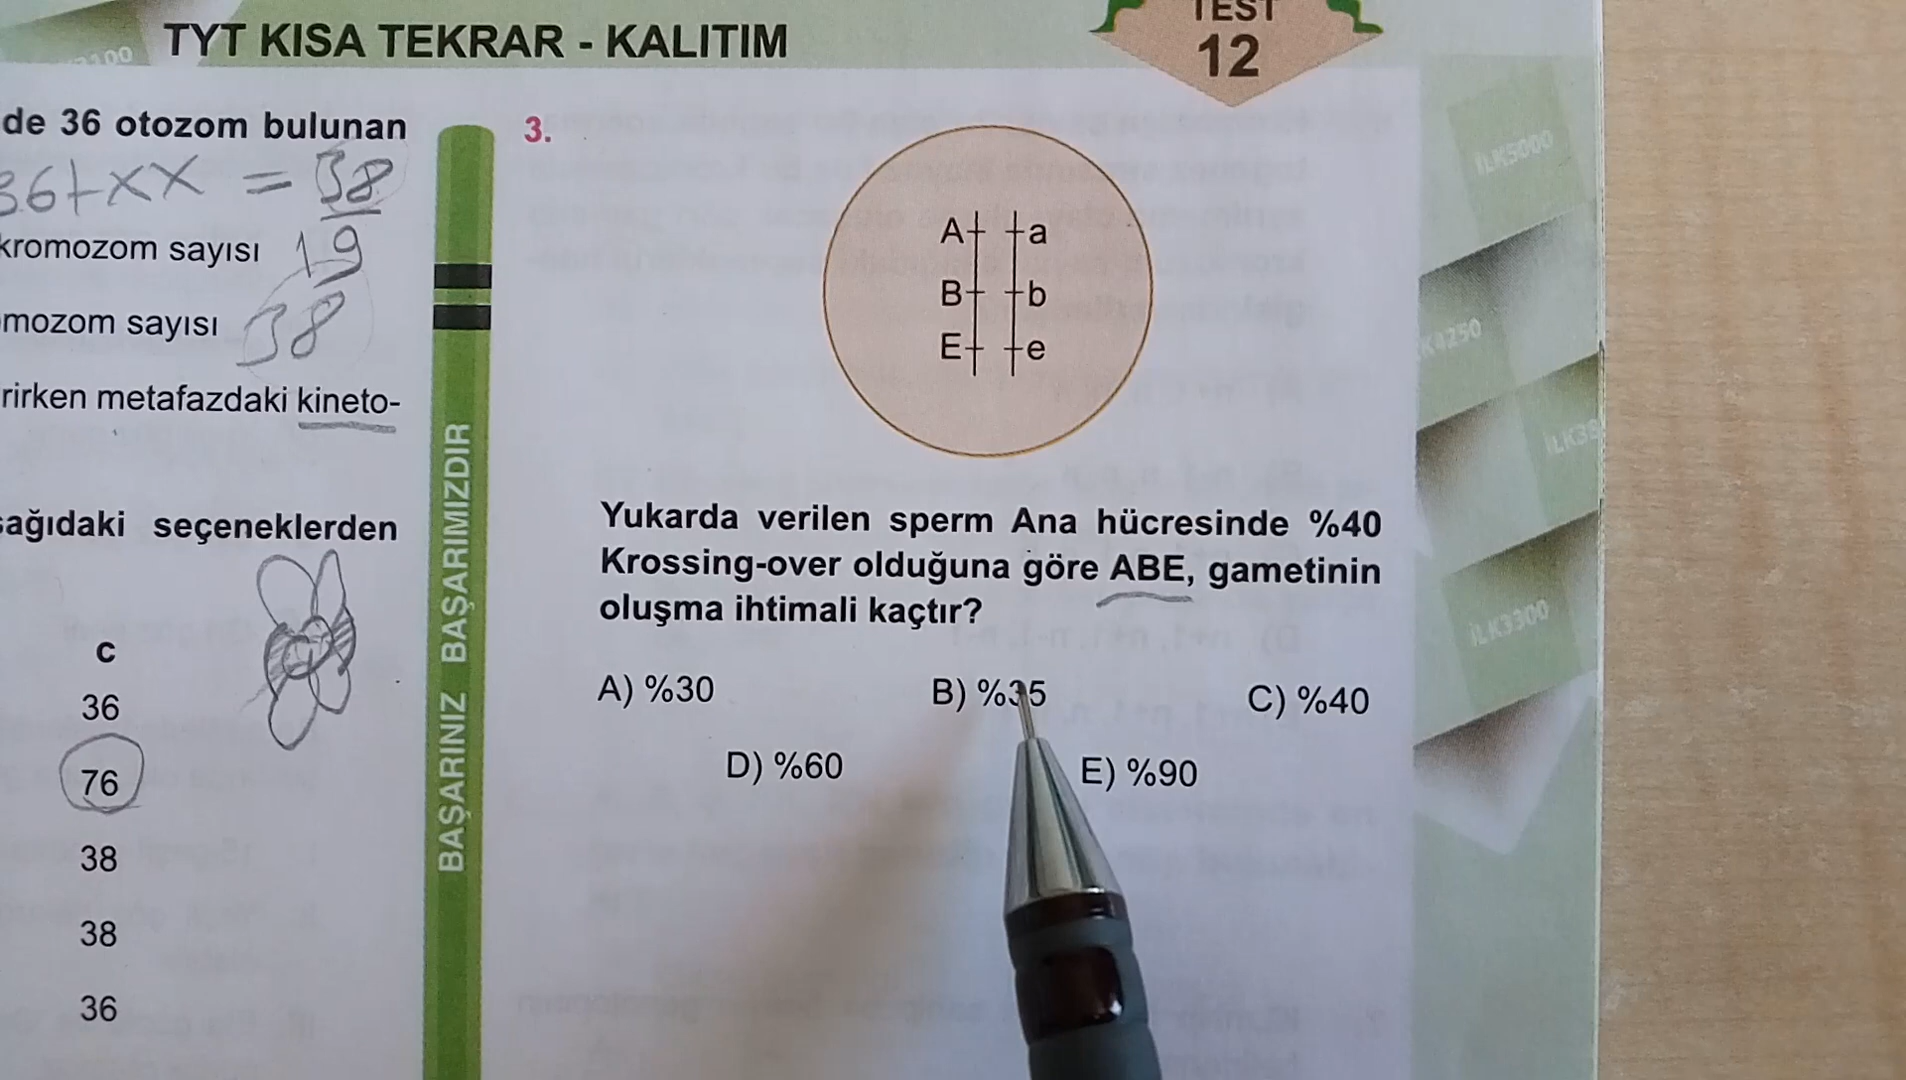 TYT KISA TEKRAR - KALITIM
TEST
12
de 36 otozom bulunan
36+XX = 38
kromozom sayısı 19
mozom sayısı 38
rirken metafazdaki kineto-
ağıdaki seçeneklerden
c
36
76
38
38
36
BAŞARINIZ BAŞARIMIZDIR
3.
A a
B b
E e
Yukarda verilen sperm Ana hücresinde %40
Krossing-over olduğuna göre ABE, gametinin
oluşma ihtimali kaçtır?
A) %30 B) %35 C) %40
D) %60 E) %90
İLK5000
İLK3300